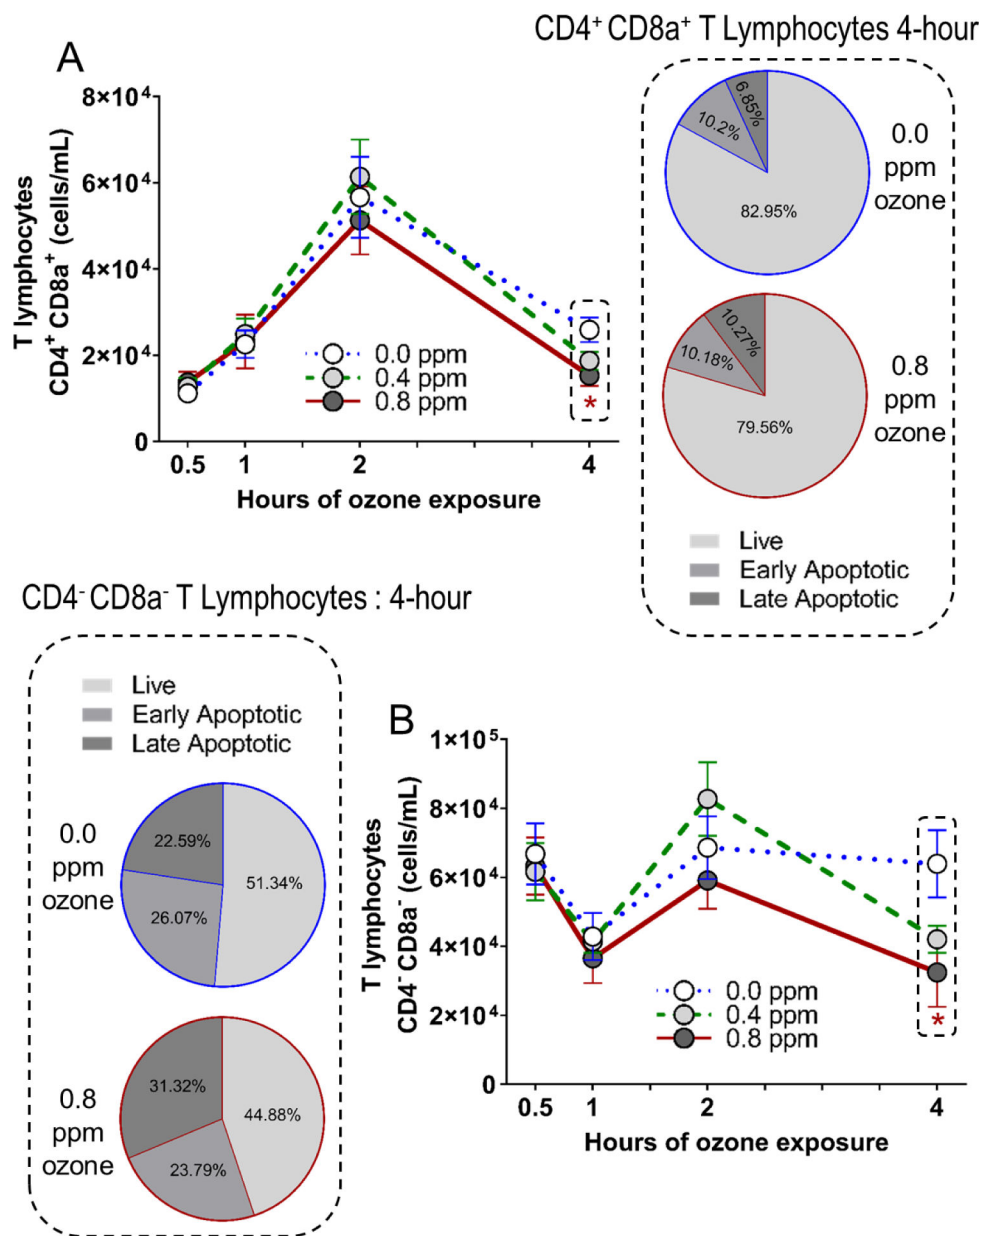 CD4⁺ CD8a⁺ T Lymphocytes 4-hour
A
T lymphocytes
CD4⁺ CD8a⁺ (cells/mL)
8×10⁴
6×10⁴
4×10⁴
2×10⁴
0
0.5 1 2 4
Hours of ozone exposure
0.0 ppm
0.4 ppm
0.8 ppm
*
6.85%
10.2%
82.95%
0.0
ppm
ozone
10.27%
10.18%
79.56%
0.8
ppm
ozone
Live
Early Apoptotic
Late Apoptotic
CD4⁻ CD8a⁻ T Lymphocytes : 4-hour
Live
Early Apoptotic
Late Apoptotic
0.0
ppm
ozone
22.59%
51.34%
26.07%
0.8
ppm
ozone
31.32%
44.88%
23.79%
B
T lymphocytes
CD4⁻ CD8a⁻ (cells/mL)
1×10⁵
8×10⁴
6×10⁴
4×10⁴
2×10⁴
0
0.5 1 2 4
Hours of ozone exposure
0.0 ppm
0.4 ppm
0.8 ppm
*